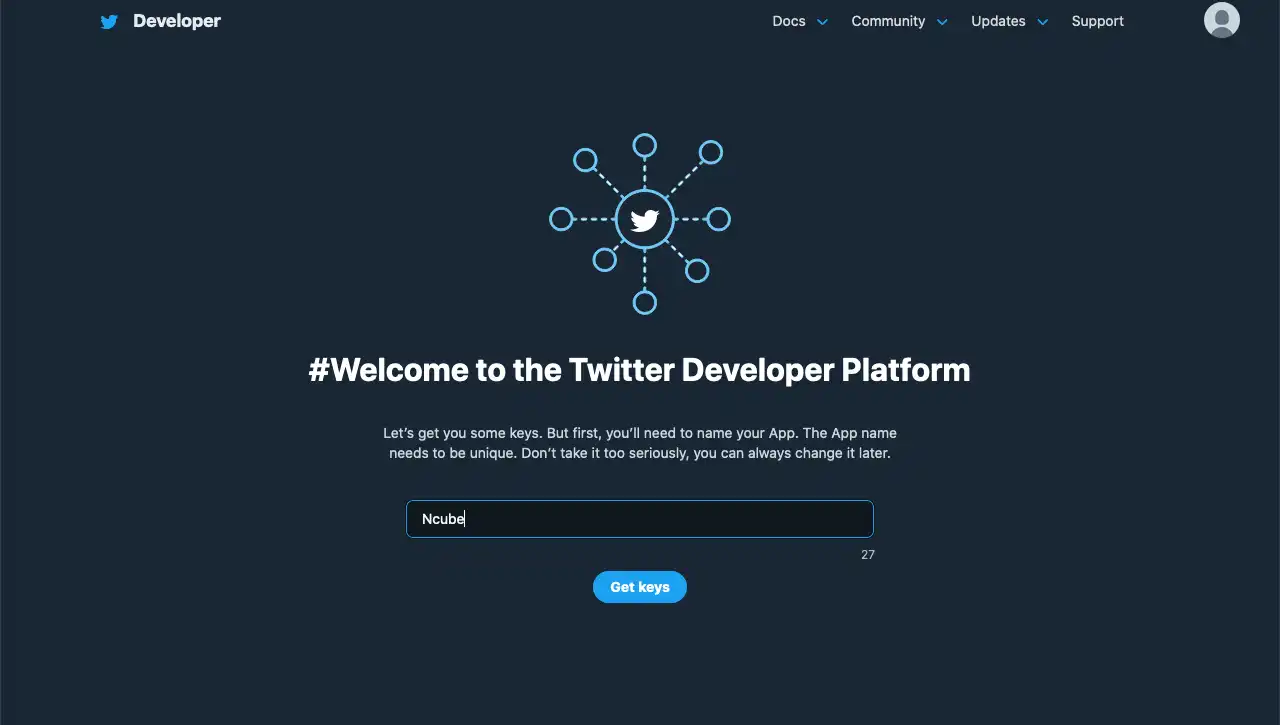 Developer
Docs Community Updates Support
#Welcome to the Twitter Developer Platform
Let’s get you some keys. But first, you’ll need to name your App. The App name
needs to be unique. Don’t take it too seriously, you can always change it later.
Ncube
27
Get keys